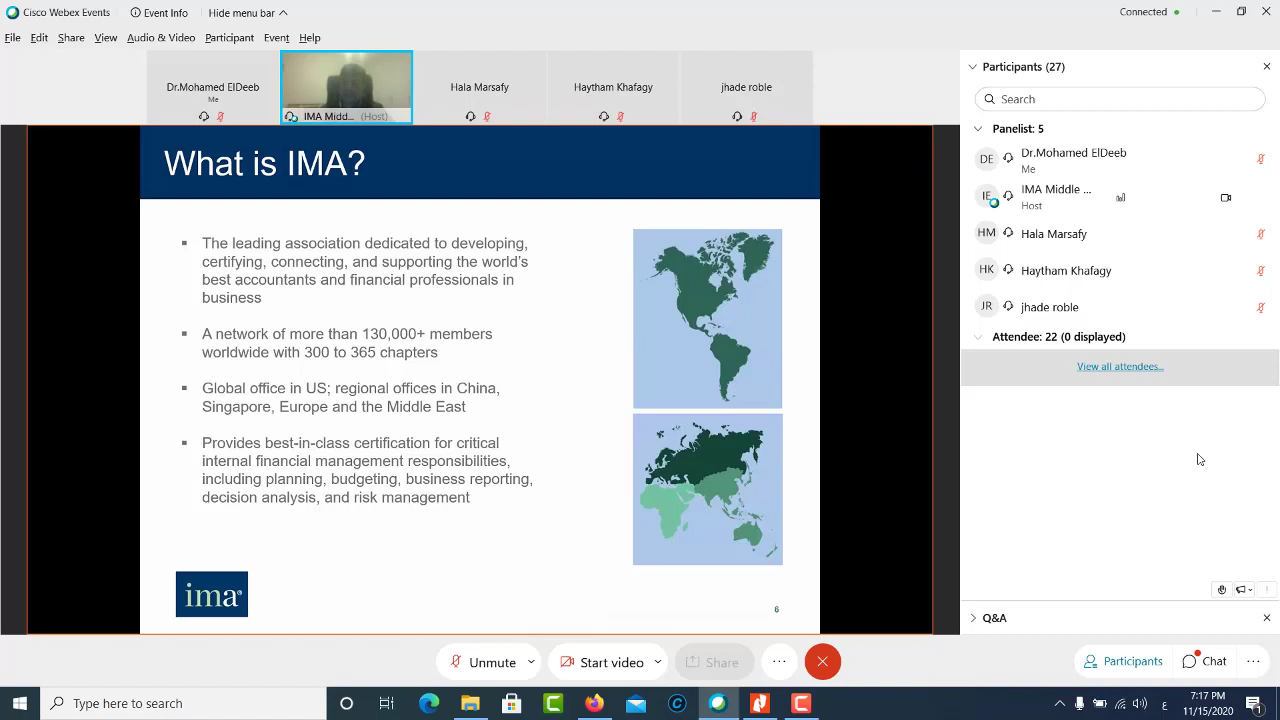 Cisco Webex Events
Event Info
Hide menu bar
Connected
File Edit Share View Audio & Video Participant Event Help
Dr.Mohamed ElDeeb
Me
IMA Midd... (Host)
Hala Marsafy
Haytham Khafagy
jhade roble
What is IMA?
▪ The leading association dedicated to developing,
certifying, connecting, and supporting the world's
best accountants and financial professionals in
business
▪ A network of more than 130,000+ members
worldwide with 300 to 365 chapters
▪ Global office in US; regional offices in China,
Singapore, Europe and the Middle East
▪ Provides best-in-class certification for critical
internal financial management responsibilities,
including planning, budgeting, business reporting,
decision analysis, and risk management
ima®
6
Participants (27)
Search
Panelist: 5
DE Dr.Mohamed ElDeeb
Me
IE IMA Middle ...
Host
HM Hala Marsafy
HK Haytham Khafagy
JR jhade roble
Attendee: 22 (0 displayed)
View all attendees...
Q&A
Unmute
Start video
Share
Participants
Chat
Type here to search
7:17 PM
11/15/2020